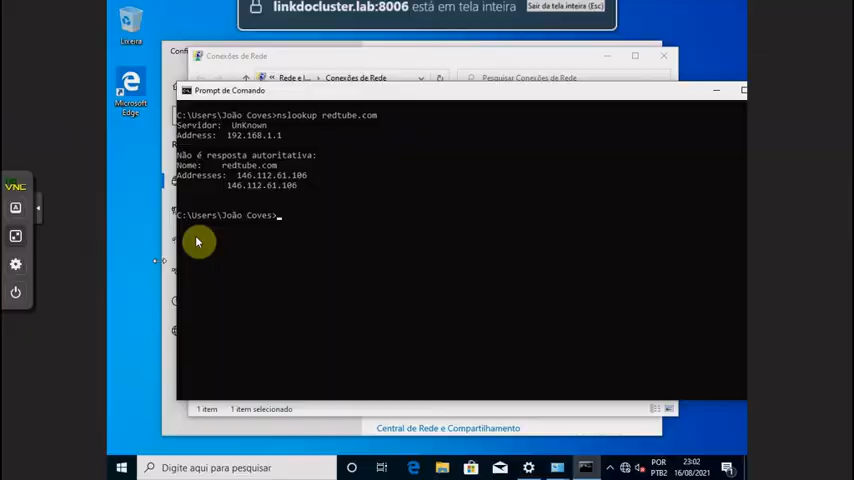 linkdocluster.lab:8006 está em tela inteira
Sair da tela inteira (Esc)
Lixeira
Conexões de Rede
Rede e I...
Conexões de Rede
Pesquisar Conexões de Rede
Microsoft
Edge
Prompt de Comando
C:\Users\João Coves>nslookup redtube.com
Servidor: UnKnown
Address: 192.168.1.1
Não é resposta autoritativa:
Nome: redtube.com
Addresses: 146.112.61.106
146.112.61.106
C:\Users\João Coves>
VNC
A
1 item
1 item selecionado
Central de Rede e Compartilhamento
Digite aqui para pesquisar
POR
PTB2
23:02
16/08/2021
1